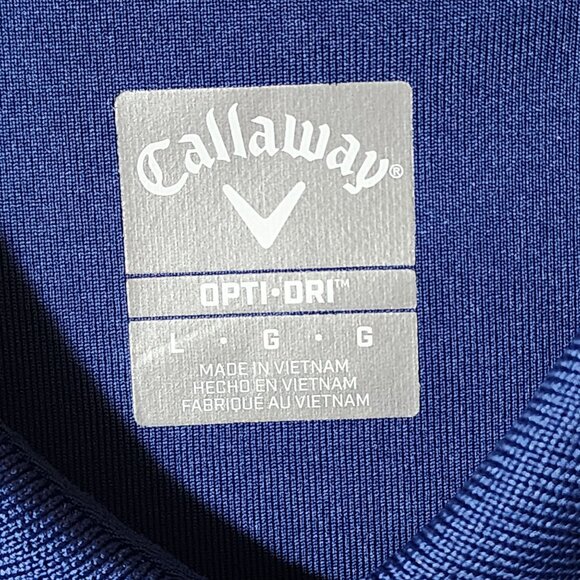 Callaway®
OPTI•DRI™
L • G • G
MADE IN VIETNAM
HECHO EN VIETNAM
FABRIQUÉ AU VIETNAM